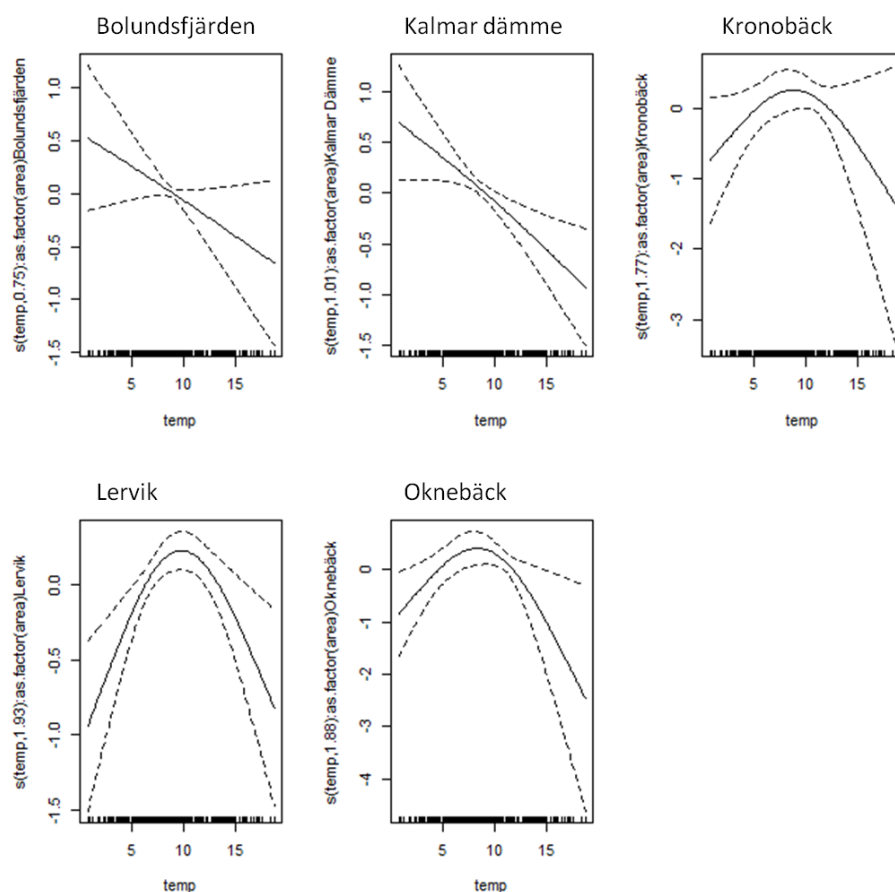 Bolundsfjärden
Kalmar dämme
Kronobäck
s(temp,0.75):as.factor(area)Bolundsfjärden
1.0
0.5
0.0
-0.5
-1.0
-1.5
5 10 15
temp
s(temp,1.01):as.factor(area)Kalmar Dämme
1.0
0.5
0.0
-0.5
-1.0
-1.5
5 10 15
temp
s(temp,1.77):as.factor(area)Kronobäck
0
-1
-2
-3
5 10 15
temp
Lervik
Oknebäck
s(temp,1.93):as.factor(area)Lervik
0.0
-0.5
-1.0
-1.5
5 10 15
temp
s(temp,1.88):as.factor(area)Oknebäck
0
-1
-2
-3
-4
5 10 15
temp